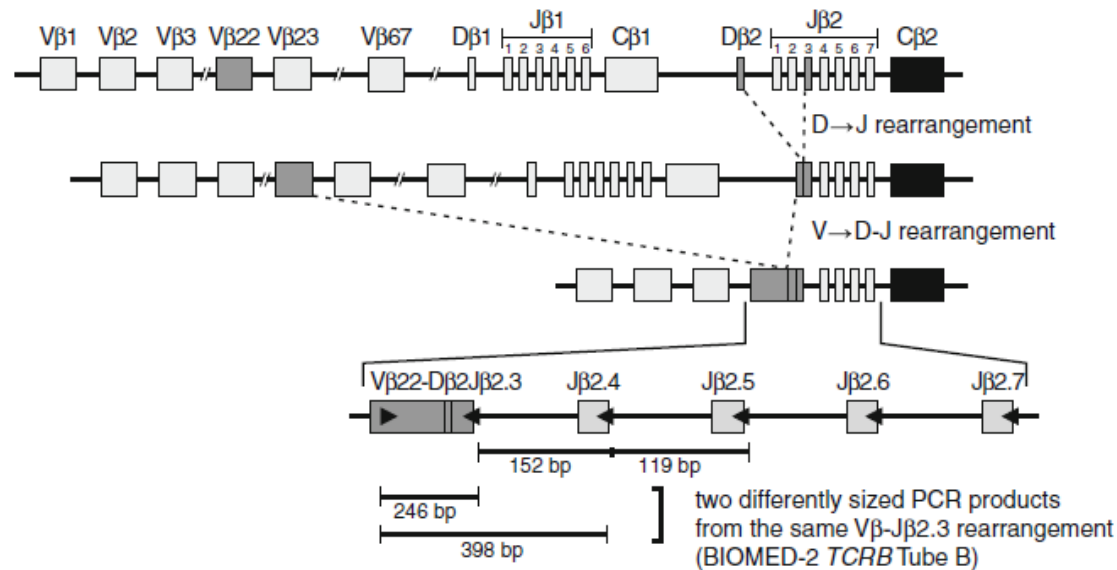 Jβ1 Jβ2
Vβ1 Vβ2 Vβ3 Vβ22 Vβ23 Vβ67 Dβ1 1 2 3 4 5 6 Cβ1 Dβ2 1 2 3 4 5 6 7 Cβ2
D→J rearrangement
V→D-J rearrangement
Vβ22-Dβ2Jβ2.3 Jβ2.4 Jβ2.5 Jβ2.6 Jβ2.7
152 bp 119 bp
246 bp
398 bp
two differently sized PCR products
from the same Vβ-Jβ2.3 rearrangement
(BIOMED-2 TCRB Tube B)